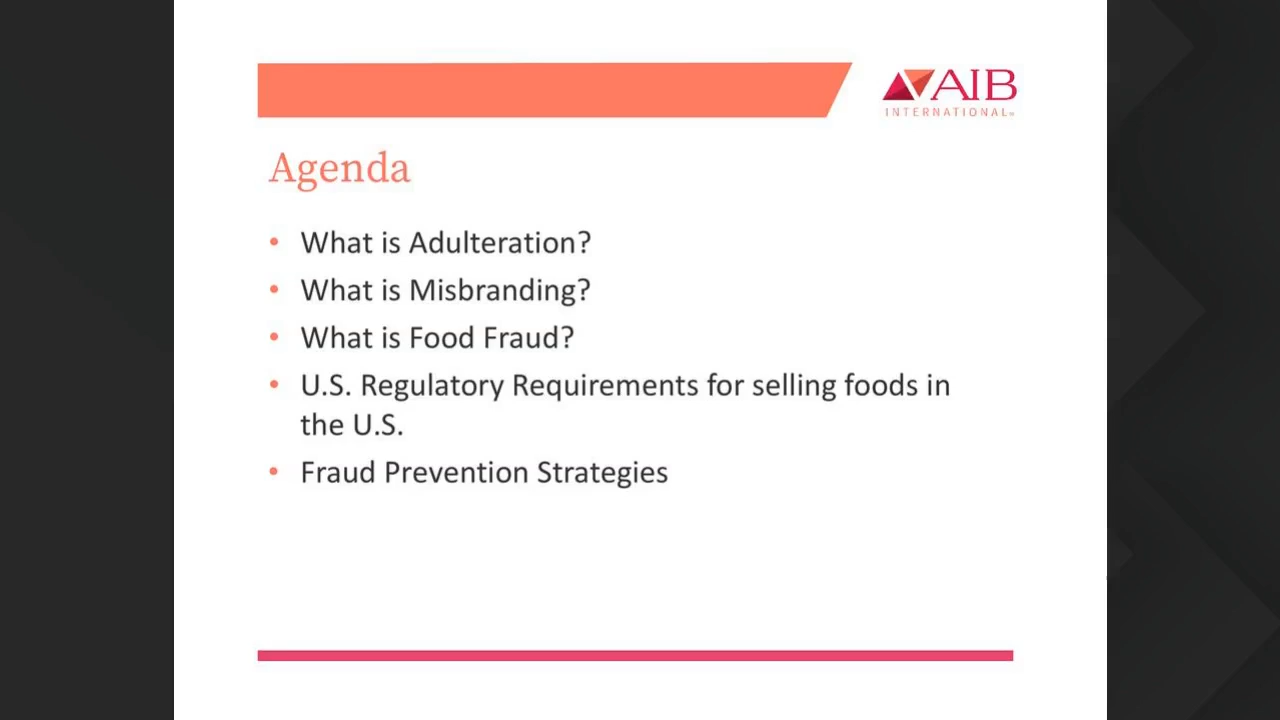 AIB
INTERNATIONAL®
Agenda
• What is Adulteration?
• What is Misbranding?
• What is Food Fraud?
• U.S. Regulatory Requirements for selling foods in
the U.S.
• Fraud Prevention Strategies